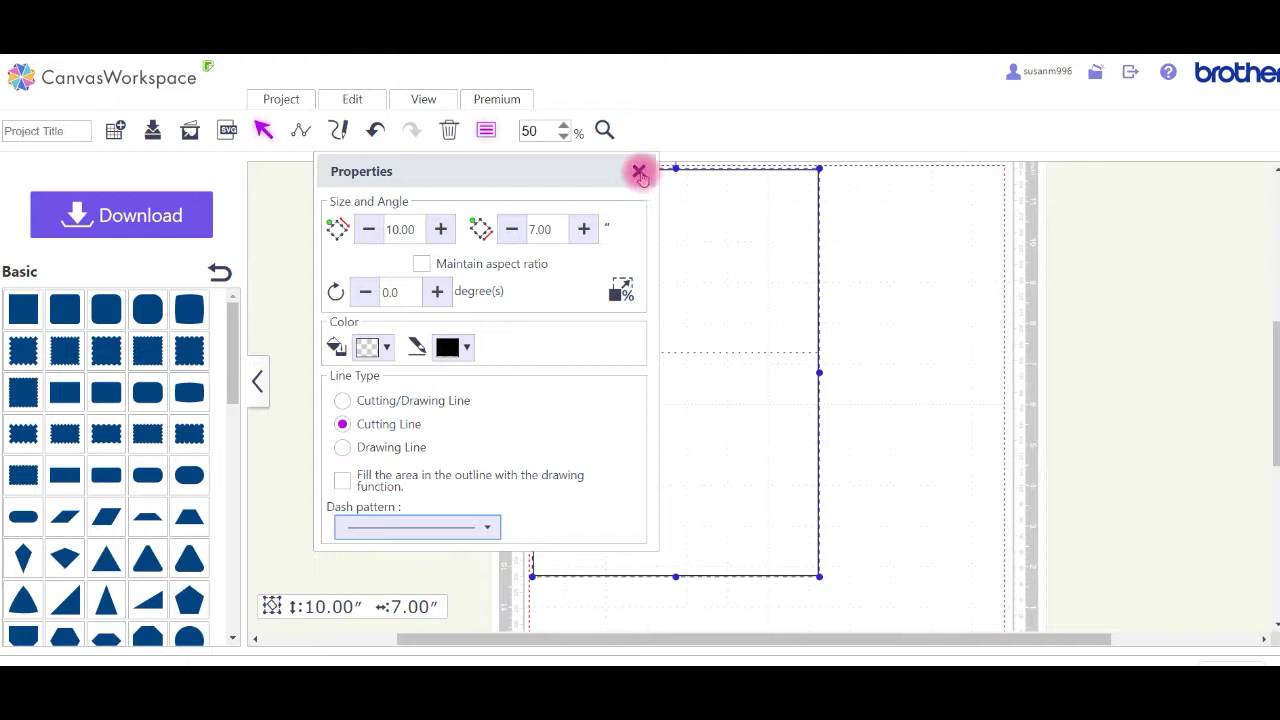 CanvasWorkspace
susanm996
brother
Project
Edit
View
Premium
Project Title
SVG
50
%
Properties
Download
Size and Angle
10.00
7.00
"
Basic
Maintain aspect ratio
0.0
degree(s)
%
Color
Line Type
Cutting/Drawing Line
Cutting Line
Drawing Line
Fill the area in the outline with the drawing
function.
Dash pattern :
10.00" 7.00"